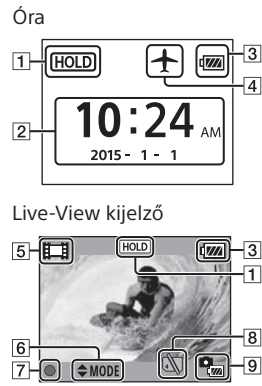 Óra
1 HOLD 3
4
2 10:24 AM
2015 - 1 - 1
Live-View kijelző
5 HOLD 3
1
6 8
7 MODE 9